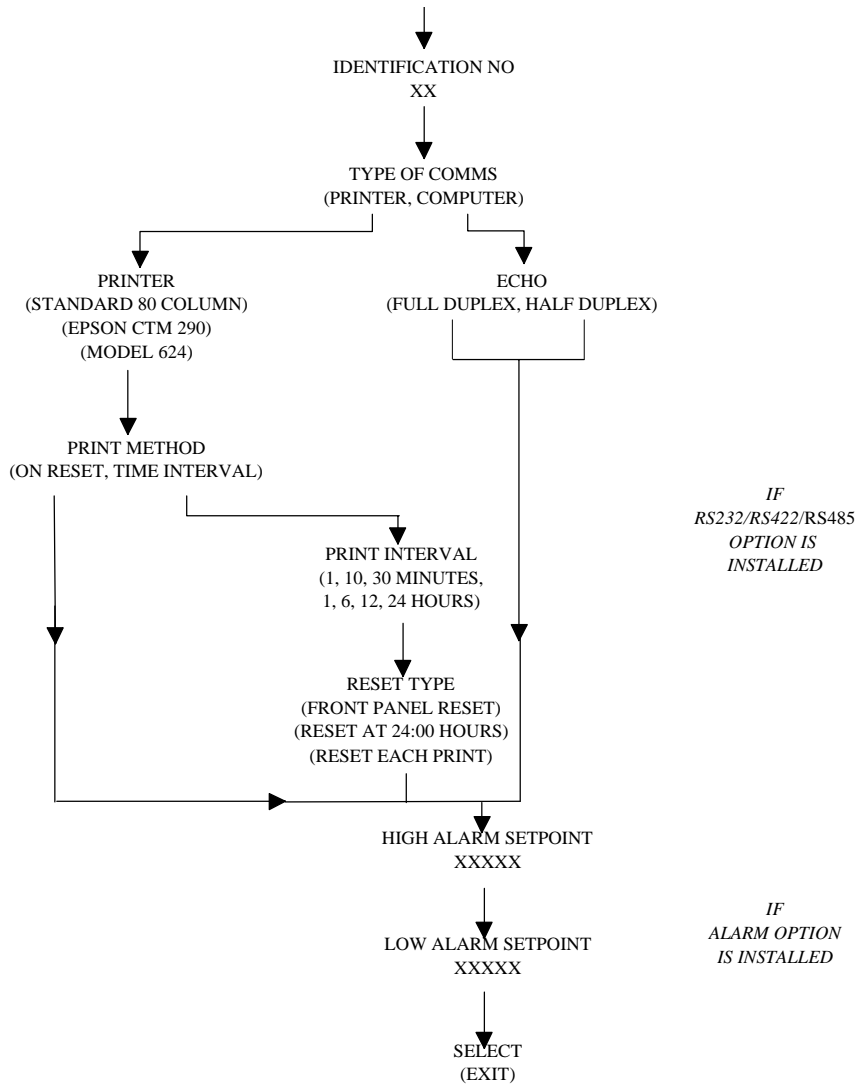 IDENTIFICATION NO
XX
TYPE OF COMMS
(PRINTER, COMPUTER)
PRINTER
(STANDARD 80 COLUMN)
(EPSON CTM 290)
(MODEL 624)
ECHO
(FULL DUPLEX, HALF DUPLEX)
PRINT METHOD
(ON RESET, TIME INTERVAL)
IF
RS232/RS422/RS485
OPTION IS
INSTALLED
PRINT INTERVAL
(1, 10, 30 MINUTES,
1, 6, 12, 24 HOURS)
RESET TYPE
(FRONT PANEL RESET)
(RESET AT 24:00 HOURS)
(RESET EACH PRINT)
HIGH ALARM SETPOINT
XXXXX
LOW ALARM SETPOINT
XXXXX
IF
ALARM OPTION
IS INSTALLED
SELECT
(EXIT)